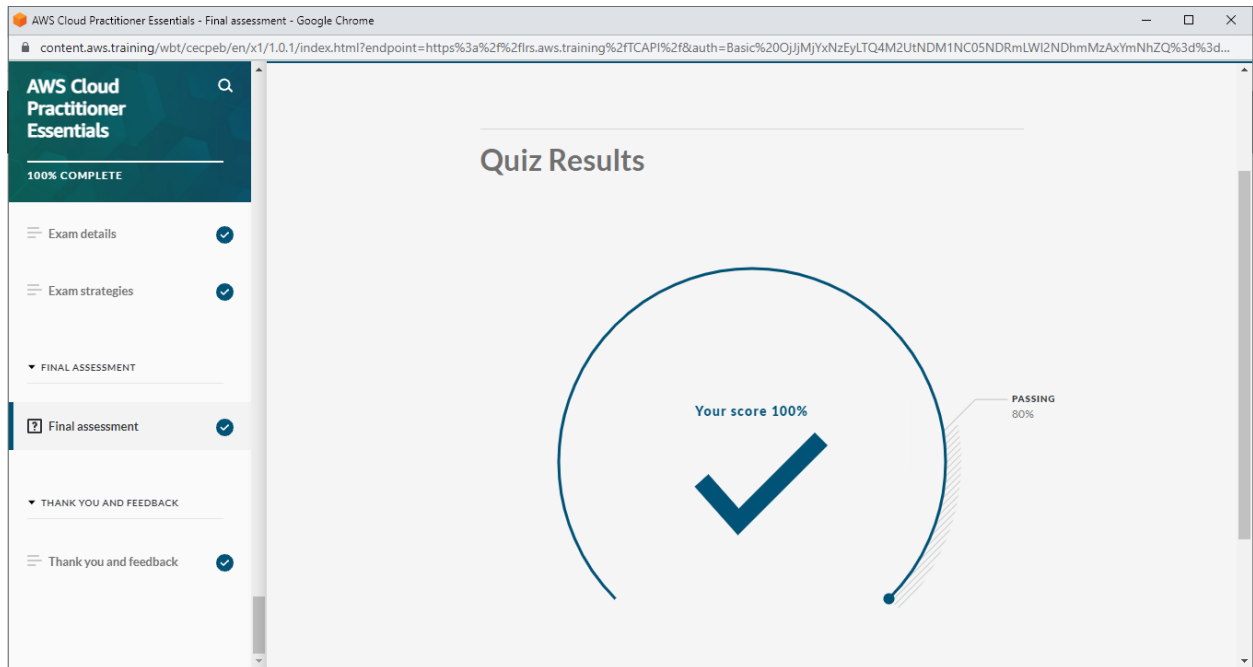 AWS Cloud Practitioner Essentials - Final assessment - Google Chrome
content.aws.training/wbt/cecpeb/en/x1/1.0.1/index.html?endpoint=https%3a%2f%2flrs.aws.training%2fTCAPI%2f&auth=Basic%20OjJjMjYxNzEyLTQ4M2UtNDM1NC05NDRmLWI2NDhmMzAxYmNhZQ%3d%3d...
AWS Cloud
Practitioner
Essentials
100% COMPLETE
Exam details
Exam strategies
FINAL ASSESSMENT
Final assessment
THANK YOU AND FEEDBACK
Thank you and feedback
Quiz Results
Your score 100%
PASSING
80%